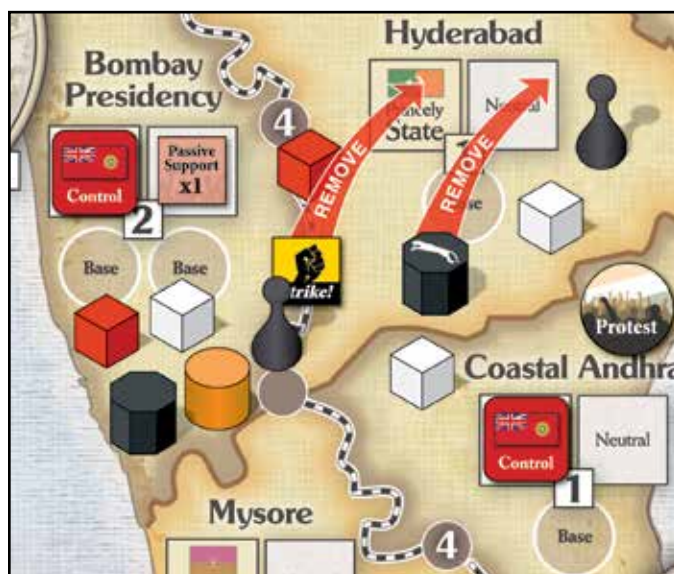 Hyderabad
Bombay
Presidency
Princely
State
Neutral
4
REMOVE
REMOVE
Control
Passive
Support
x1
2
Base
Base
Strike!
Protest
Coastal Andhra
Control
Neutral
1
Base
Mysore
4